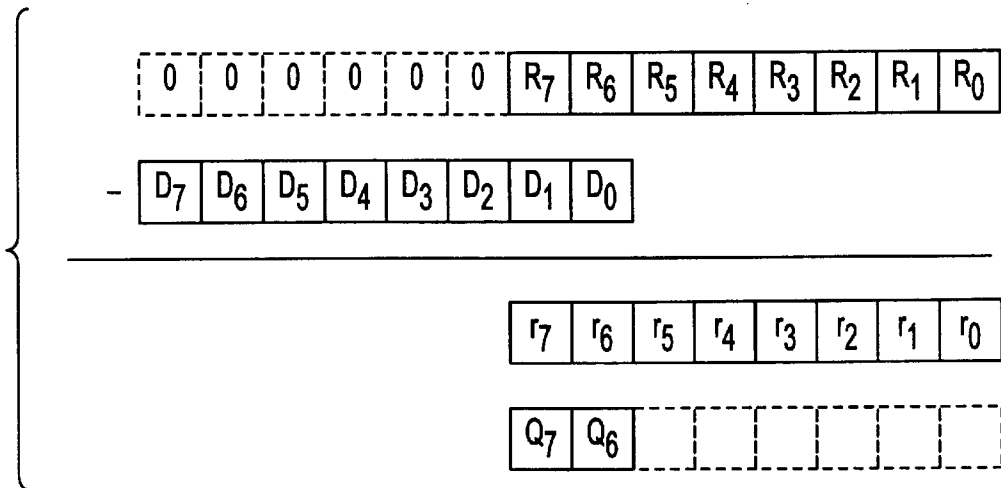 0 0 0 0 0 0 R₇ R₆ R₅ R₄ R₃ R₂ R₁ R₀
- D₇ D₆ D₅ D₄ D₃ D₂ D₁ D₀
r₇ r₆ r₅ r₄ r₃ r₂ r₁ r₀
Q₇ Q₆